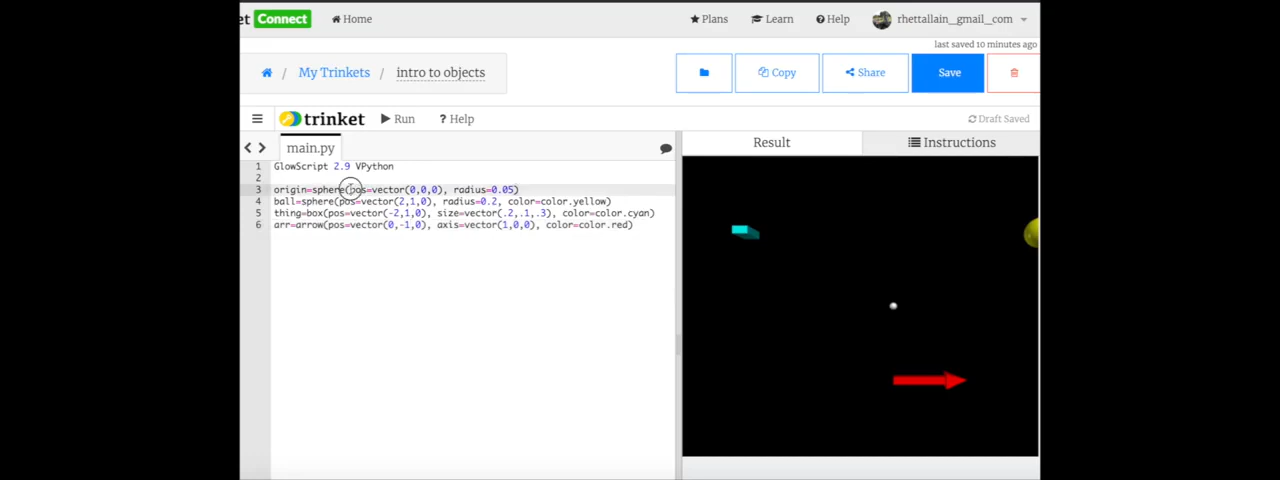 et Connect Home Plans Learn Help rhettallain_gmail_com
last saved 10 minutes ago
/ My Trinkets / intro to objects Copy Share Save
trinket Run ? Help Draft Saved
main.py Result Instructions
1 GlowScript 2.9 VPython
2
3 origin=sphere(pos=vector(0,0,0), radius=0.05)
4 ball=sphere(pos=vector(2,1,0), radius=0.2, color=color.yellow)
5 thing=box(pos=vector(-2,1,0), size=vector(.2,.1,.3), color=color.cyan)
6 arr=arrow(pos=vector(0,-1,0), axis=vector(1,0,0), color=color.red)